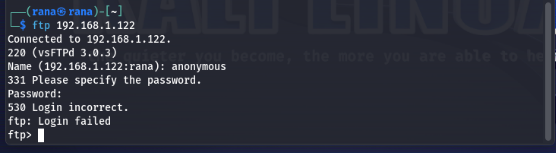 ┌──(rana㉿rana)-[~]
└─$ ftp 192.168.1.122
Connected to 192.168.1.122.
220 (vsFTPd 3.0.3)
Name (192.168.1.122:rana): anonymous
331 Please specify the password.
Password:
530 Login incorrect.
ftp: Login failed
ftp>